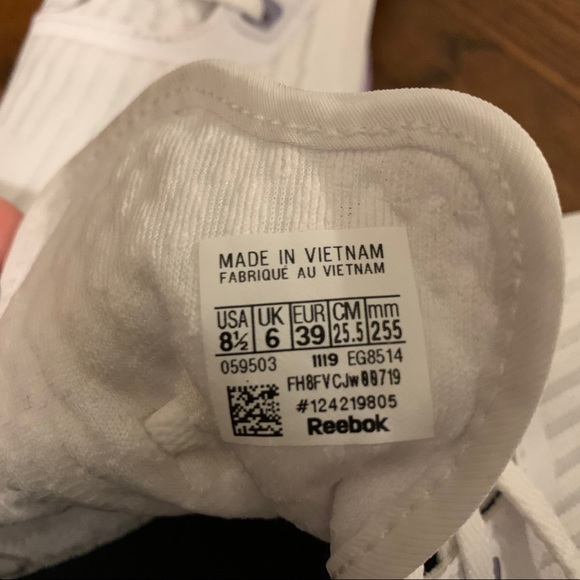 MADE IN VIETNAM
FABRIQUÉ AU VIETNAM
USA UK EUR CM mm
8½ 6 39 25.5 255
059503 1119 EG8514
FH8FVCJw00719
#124219805
Reebok